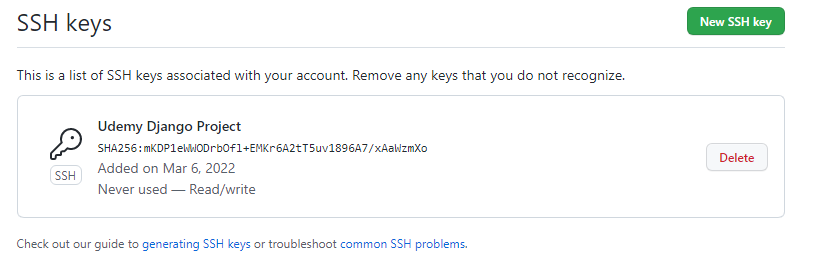 SSH keys
New SSH key
This is a list of SSH keys associated with your account. Remove any keys that you do not recognize.
Udemy Django Project
SHA256:mKDP1eWWODrbOfl+EMKr6A2tT5uv1896A7/xAaWzmXo
SSH
Added on Mar 6, 2022
Never used — Read/write
Delete
Check out our guide to generating SSH keys or troubleshoot common SSH problems.